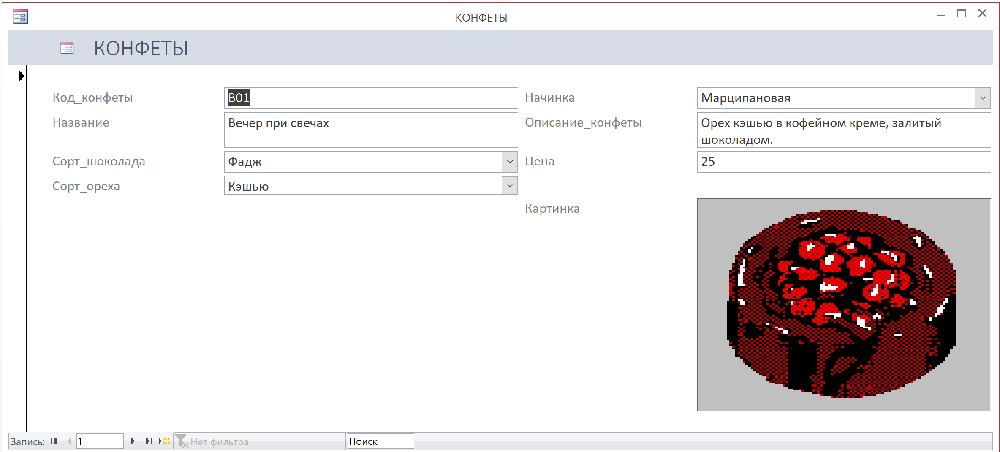 КОНФЕТЫ
КОНФЕТЫ
Код_конфеты
B01
Название
Вечер при свечах
Сорт_шоколада
Фадж
Сорт_ореха
Кэшью
Начинка
Марципановая
Описание_конфеты
Орех кэшью в кофейном креме, залитый
шоколадом.
Цена
25
Картинка
Запись:
1
Нет фильтра
Поиск